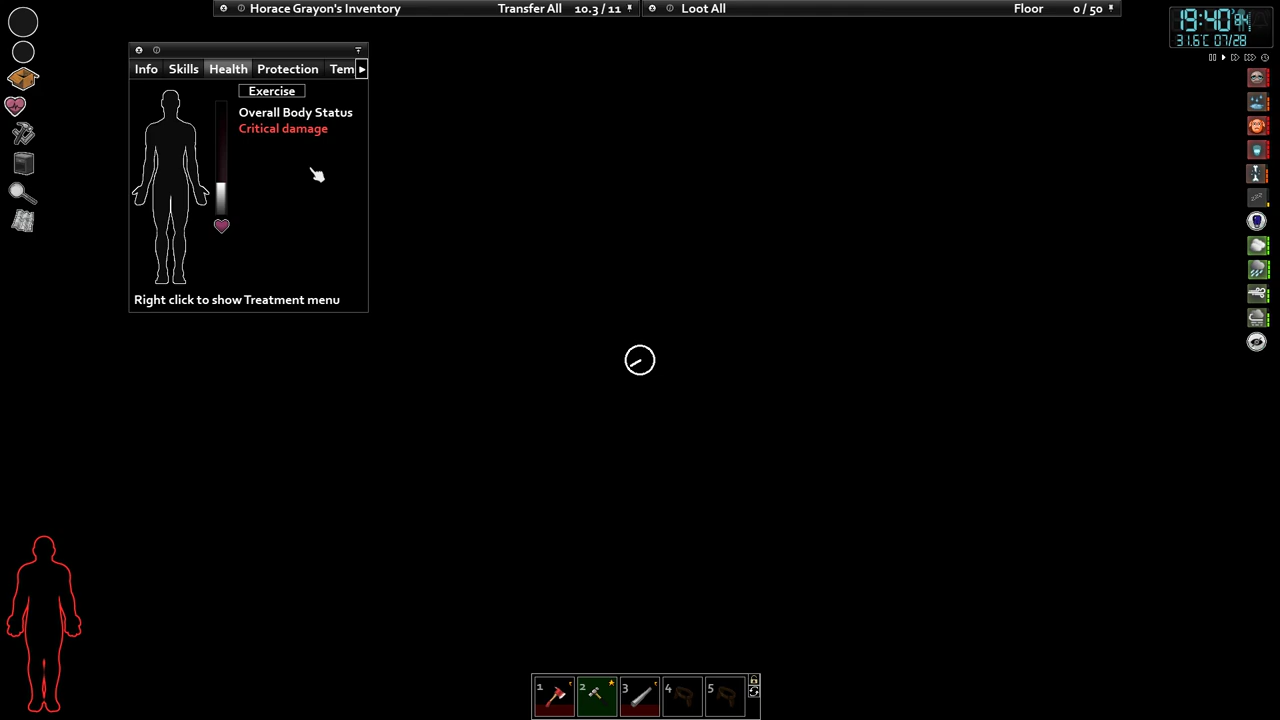 Horace Grayon's Inventory Transfer All 10.3 / 11
Loot All Floor 0 / 50
19:40
31.6°C 07/28
Info Skills Health Protection Tem
Exercise
Overall Body Status
Critical damage
Right click to show Treatment menu
1 2 3 4 5